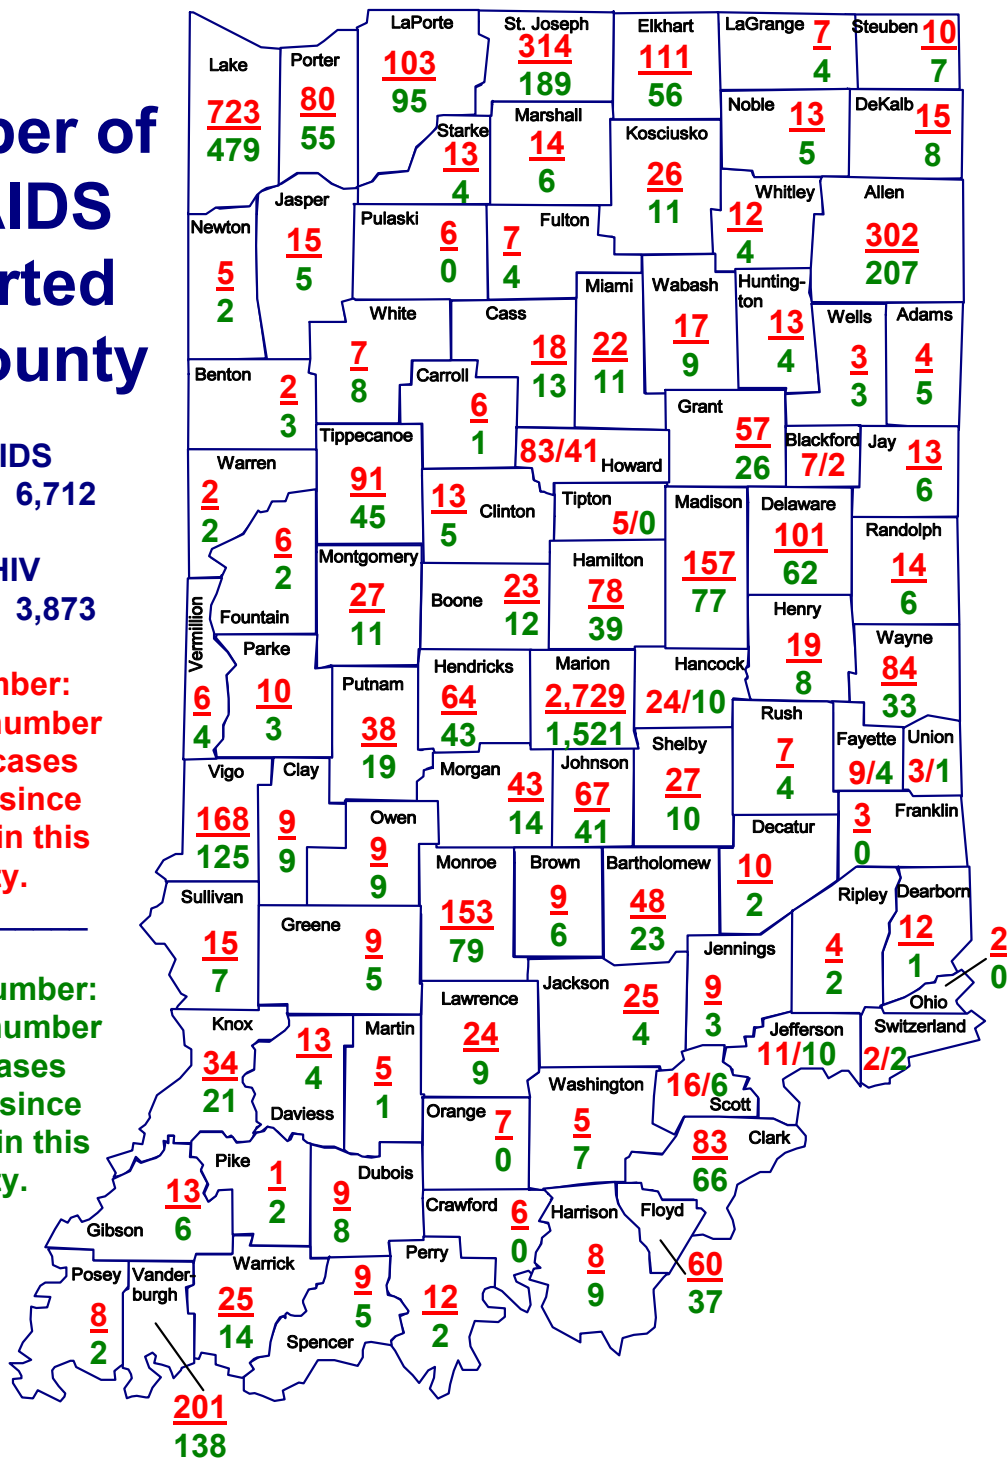 ber of
AIDS
rted
ounty
IDS
6,712
HIV
3,873
mber:
number
cases
since
in this
ty.
umber:
number
ases
since
in this
ty.
Lake
723
479
Porter
80
55
LaPorte
103
95
St. Joseph
314
189
Elkhart
111
56
LaGrange
7
4
Steuben
10
7
Starke
13
4
Marshall
14
6
Kosciusko
26
11
Noble
13
5
DeKalb
15
8
Whitley
12
4
Allen
302
207
Newton
5
2
Jasper
15
5
Pulaski
6
0
Fulton
7
4
White
7
8
Cass
18
13
Miami
22
11
Wabash
17
9
Hunting-
ton
13
4
Wells
3
3
Adams
4
5
Benton
2
3
Carroll
6
1
Tippecanoe
91
45
83/41
Howard
Grant
57
26
Blackford
7/2
Jay
13
6
Warren
2
2
Fountain
6
2
Clinton
13
5
Tipton
5/0
Madison
157
77
Delaware
101
62
Randolph
14
6
Montgomery
27
11
Boone
23
12
Hamilton
78
39
Henry
19
8
Wayne
84
33
Vermillion
6
4
Parke
10
3
Putnam
38
19
Hendricks
64
43
Marion
2,729
1,521
Hancock
24/10
Rush
7
4
Fayette
9/4
Union
3/1
Vigo
168
125
Clay
9
9
Owen
9
9
Morgan
43
14
Johnson
67
41
Shelby
27
10
Decatur
10
2
Franklin
3
0
Sullivan
15
7
Greene
9
5
Monroe
153
79
Brown
9
6
Bartholomew
48
23
Jennings
9
3
Ripley
4
2
Dearborn
12
1
Ohio
2
0
Knox
34
21
Daviess
13
4
Martin
5
1
Lawrence
24
9
Jackson
25
4
Jefferson
11/10
Switzerland
2/2
16/6
Scott
Orange
7
0
Washington
5
7
Clark
83
66
Gibson
13
6
Pike
1
2
Dubois
9
8
Crawford
6
0
Harrison
8
9
Floyd
60
37
Posey
8
2
Vander-
burgh
201
138
Warrick
25
14
Spencer
9
5
Perry
12
2